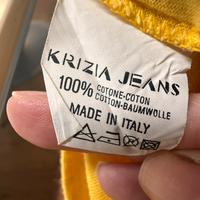 KRIZIA JEANS
100% COTONE-COTON
COTTON-BAUMWOLLE
MADE IN ITALY